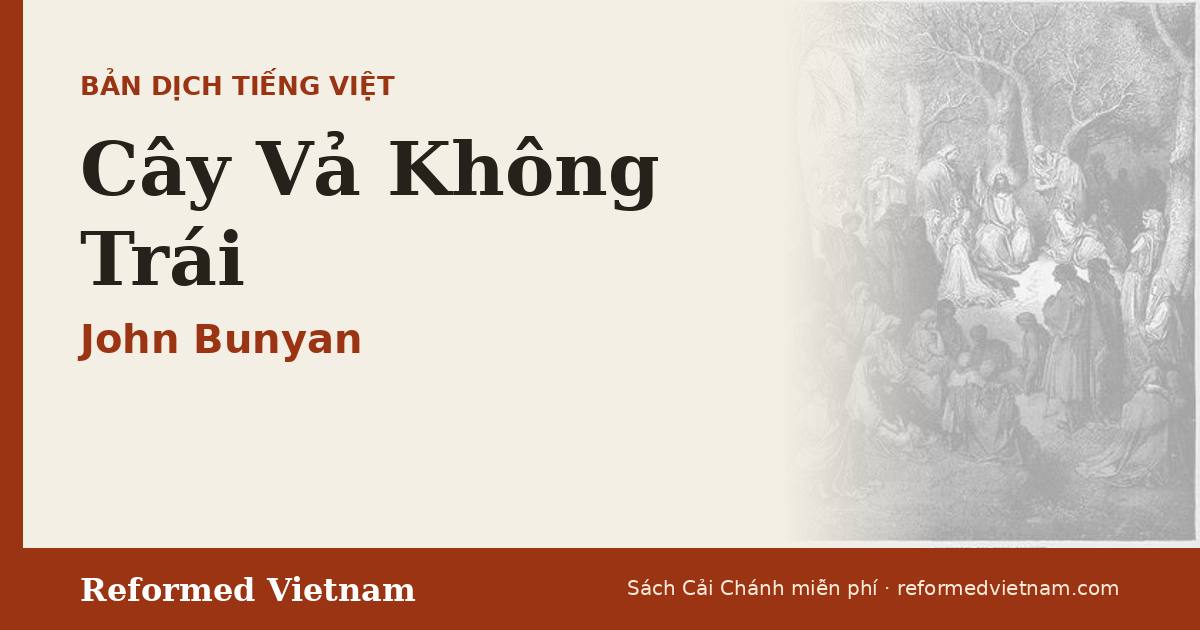 BẢN DỊCH TIẾNG VIỆT
Cây Vả Không
Trái
John Bunyan
Reformed Vietnam
Sách Cải Chánh miễn phí · reformedvietnam.com